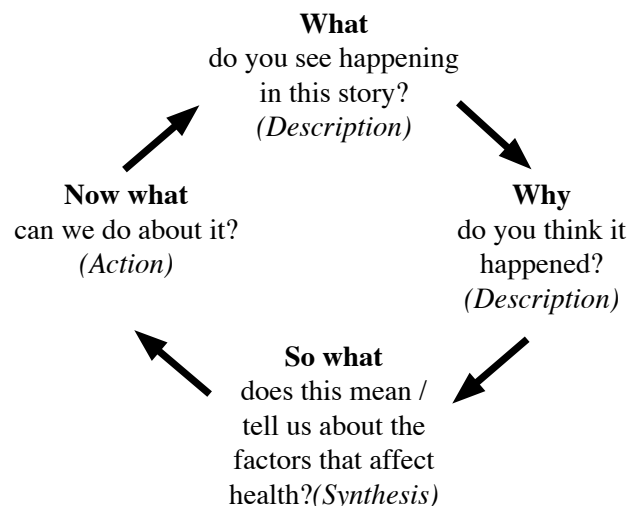 What
do you see happening
in this story?
(Description)
Why
do you think it
happened?
(Description)
So what
does this mean /
tell us about the
factors that affect
health?(Synthesis)
Now what
can we do about it?
(Action)